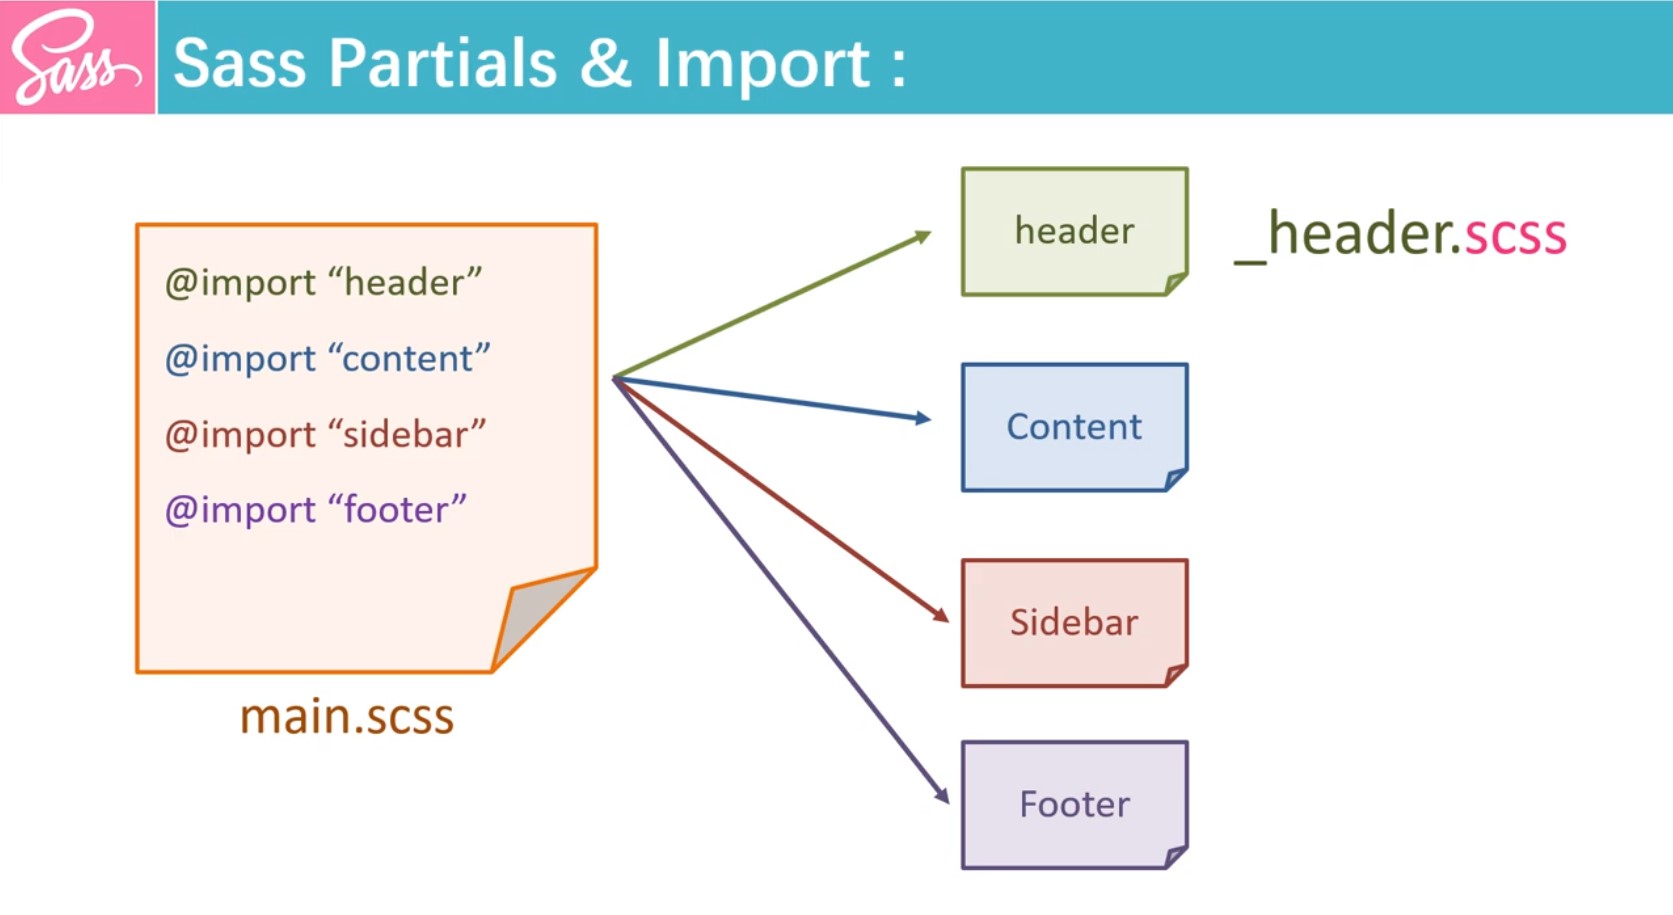 Sass
Sass Partials & Import :
@import “header”
@import “content”
@import “sidebar”
@import “footer”
main.scss
header
_header.scss
Content
Sidebar
Footer